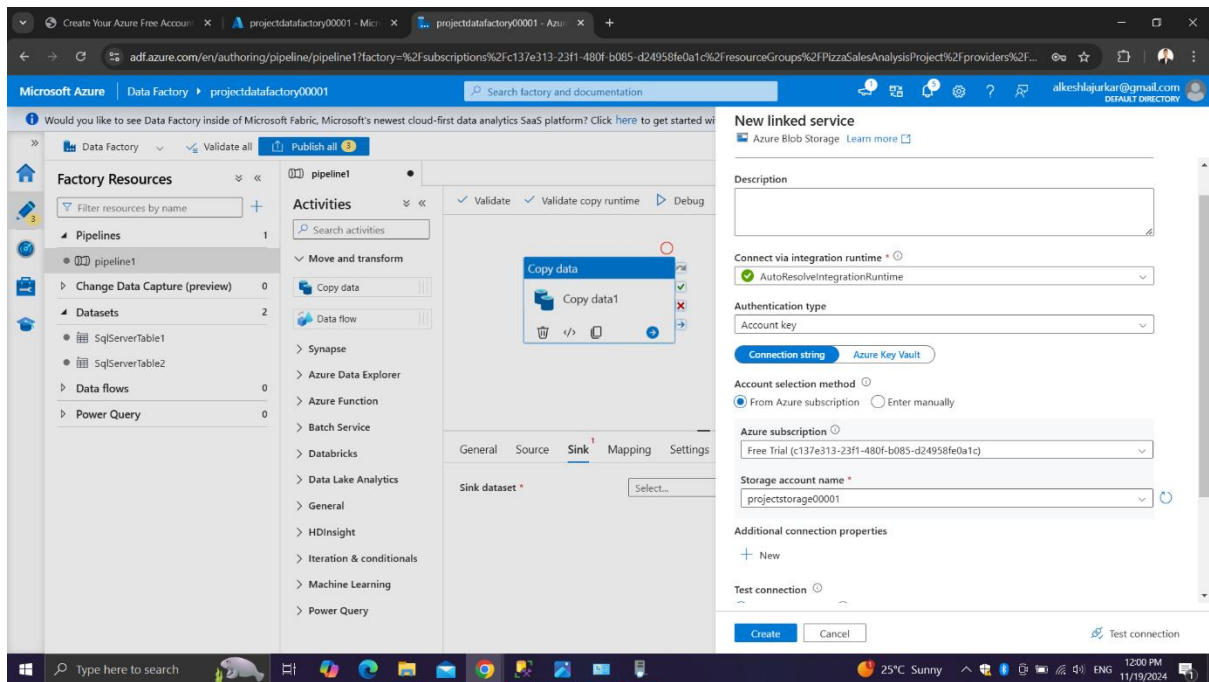 Create Your Azure Free Account
projectdatafactory00001 - Micr
projectdatafactory00001 - Azu
adf.azure.com/en/authoring/pipeline/pipeline1?factory=%2Fsubscriptions%2Fc137e313-23f1-480f-b085-d24958fe0a1c%2FresourceGroups%2FPizzaSalesAnalysisProject%2Fproviders%2F...
Microsoft Azure
Data Factory
projectdatafactory00001
Search factory and documentation
3
5
alkeshlajurkar@gmail.com
DEFAULT DIRECTORY
Would you like to see Data Factory inside of Microsoft Fabric, Microsoft's newest cloud-first data analytics SaaS platform? Click here to get started wi
Data Factory
Validate all
Publish all 3
3
Factory Resources
Filter resources by name
Pipelines 1
pipeline1
Change Data Capture (preview) 0
Datasets 2
SqlServerTable1
SqlServerTable2
Data flows 0
Power Query 0
pipeline1
Activities
Search activities
Move and transform
Copy data
Data flow
Synapse
Azure Data Explorer
Azure Function
Batch Service
Databricks
Data Lake Analytics
General
HDInsight
Iteration & conditionals
Machine Learning
Power Query
Validate
Validate copy runtime
Debug
Copy data
Copy data1
General Source Sink 1 Mapping Settings
Sink dataset *
Select...
New linked service
Azure Blob Storage Learn more
Description
Connect via integration runtime *
AutoResolveIntegrationRuntime
Authentication type
Account key
Connection string Azure Key Vault
Account selection method
From Azure subscription Enter manually
Azure subscription
Free Trial (c137e313-23f1-480f-b085-d24958fe0a1c)
Storage account name *
projectstorage00001
Additional connection properties
New
Test connection
Create Cancel Test connection
Type here to search
25°C Sunny
ENG
12:00 PM
11/19/2024